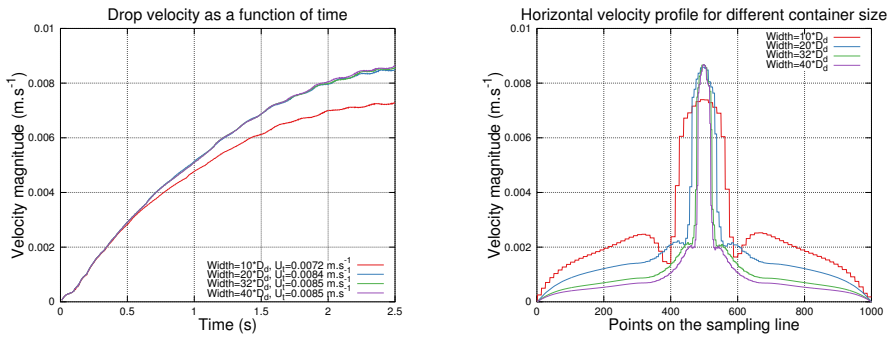 Drop velocity as a function of time
0.01
0.008
0.006
0.004
0.002
0
Velocity magnitude (m.s-1)
Width=10*Dd, Ul=0.0072 m.s-1
Width=20*Dd, Ul=0.0084 m.s-1
Width=32*Dd, Ul=0.0085 m.s-1
Width=40*Dd, Ul=0.0085 m.s-1
0 0.5 1 1.5 2 2.5
Time (s)
Horizontal velocity profile for different container size
0.01
0.008
0.006
0.004
0.002
0
Velocity magnitude (m.s-1)
Width=10*Dd
Width=20*Dd
Width=32*Dd
Width=40*Dd
0 200 400 600 800 1000
Points on the sampling line